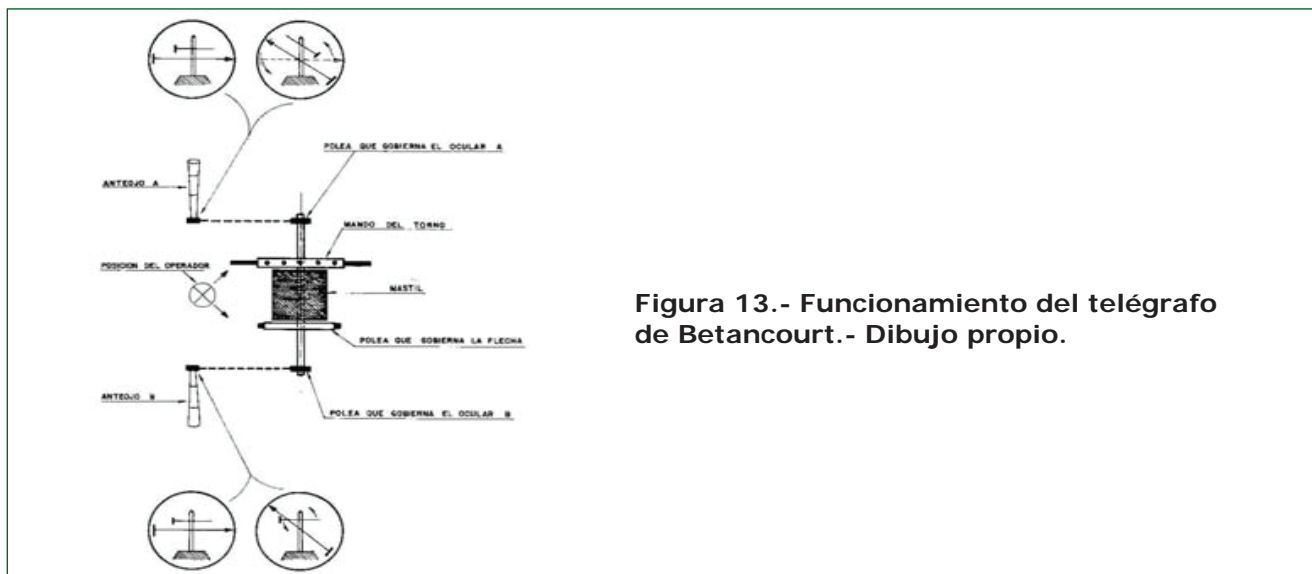 POLEA QUE GOBIERNA EL OCULAR A
ANTEOJO A
MANDO DEL TORNO
POSICION DEL OPERADOR
MASTIL
POLEA QUE GOBIERNA LA FLECHA
ANTEOJO B
POLEA QUE GOBIERNA EL OCULAR B
Figura 13.- Funcionamiento del telégrafo
de Betancourt.- Dibujo propio.